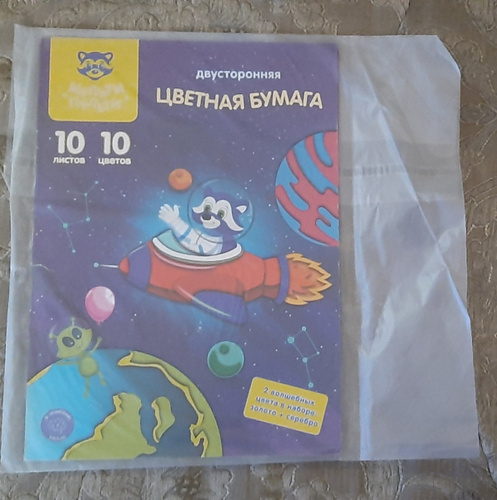 двусторонняя
ЦВЕТНАЯ БУМАГА
10 10
листов цветов
2 волшебных
цвета в наборе:
золото + серебро